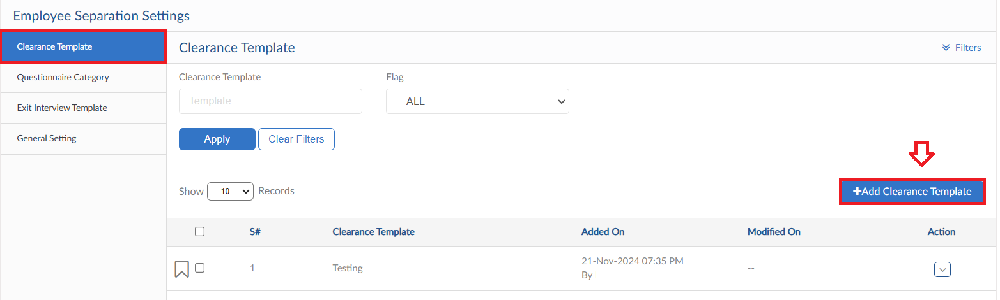 Employee Separation Settings
Clearance Template
Questionnaire Category
Exit Interview Template
General Setting
Clearance Template
Filters
Clearance Template
Flag
Template
--ALL--
Apply
Clear Filters
Show 10 Records
Add Clearance Template
S# Clearance Template Added On Modified On Action
1 Testing 21-Nov-2024 07:35 PM --
By